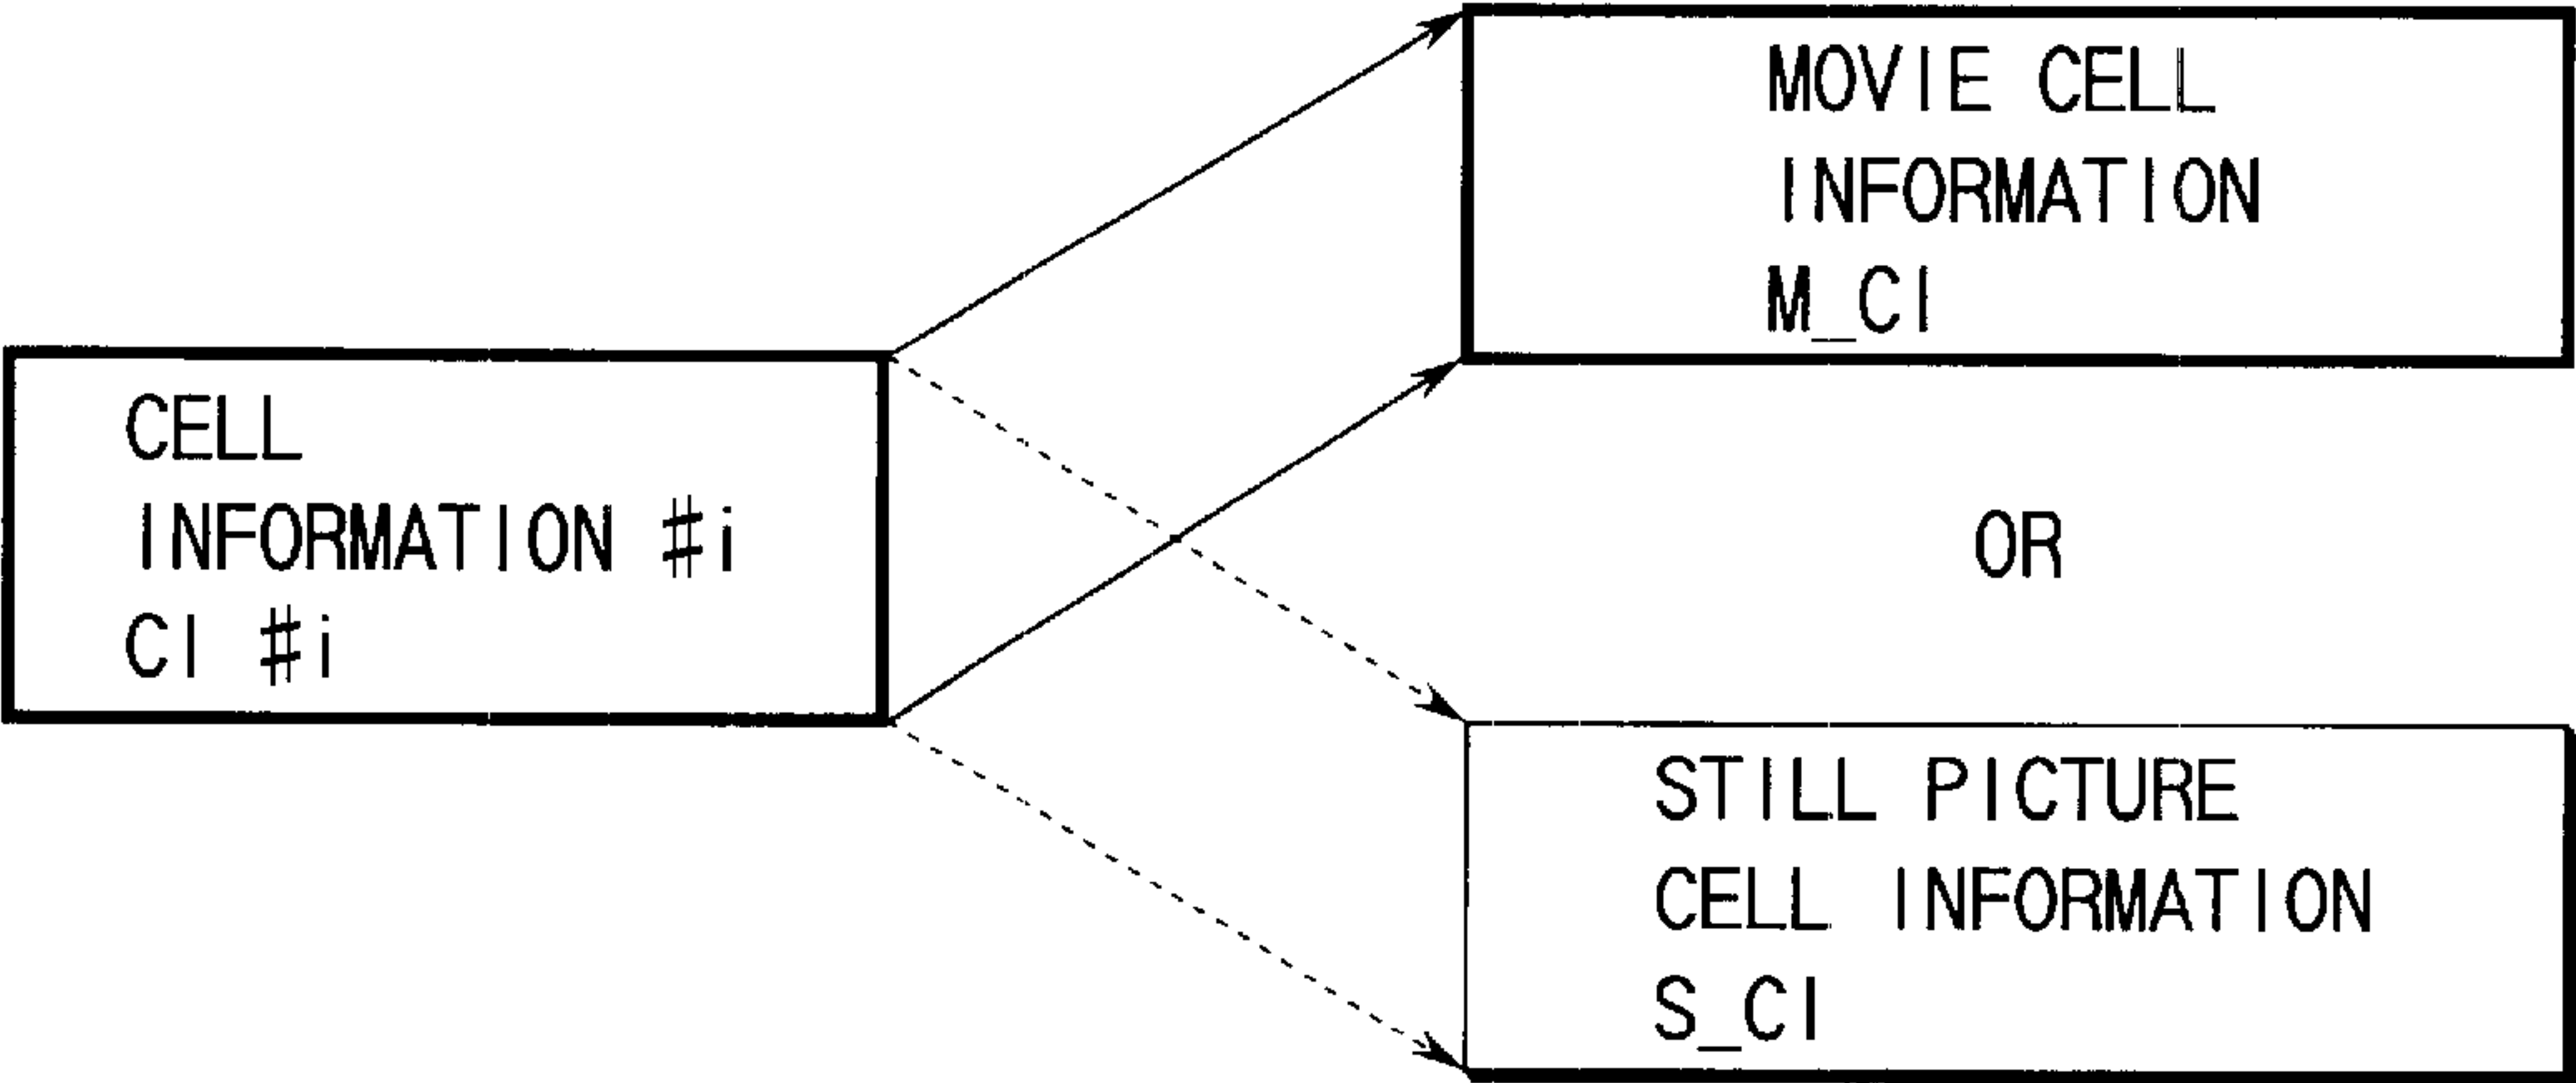 MOVIE CELL
INFORMATION
M_CI
CELL
INFORMATION #i
CI #i
OR
STILL PICTURE
CELL INFORMATION
S_CI